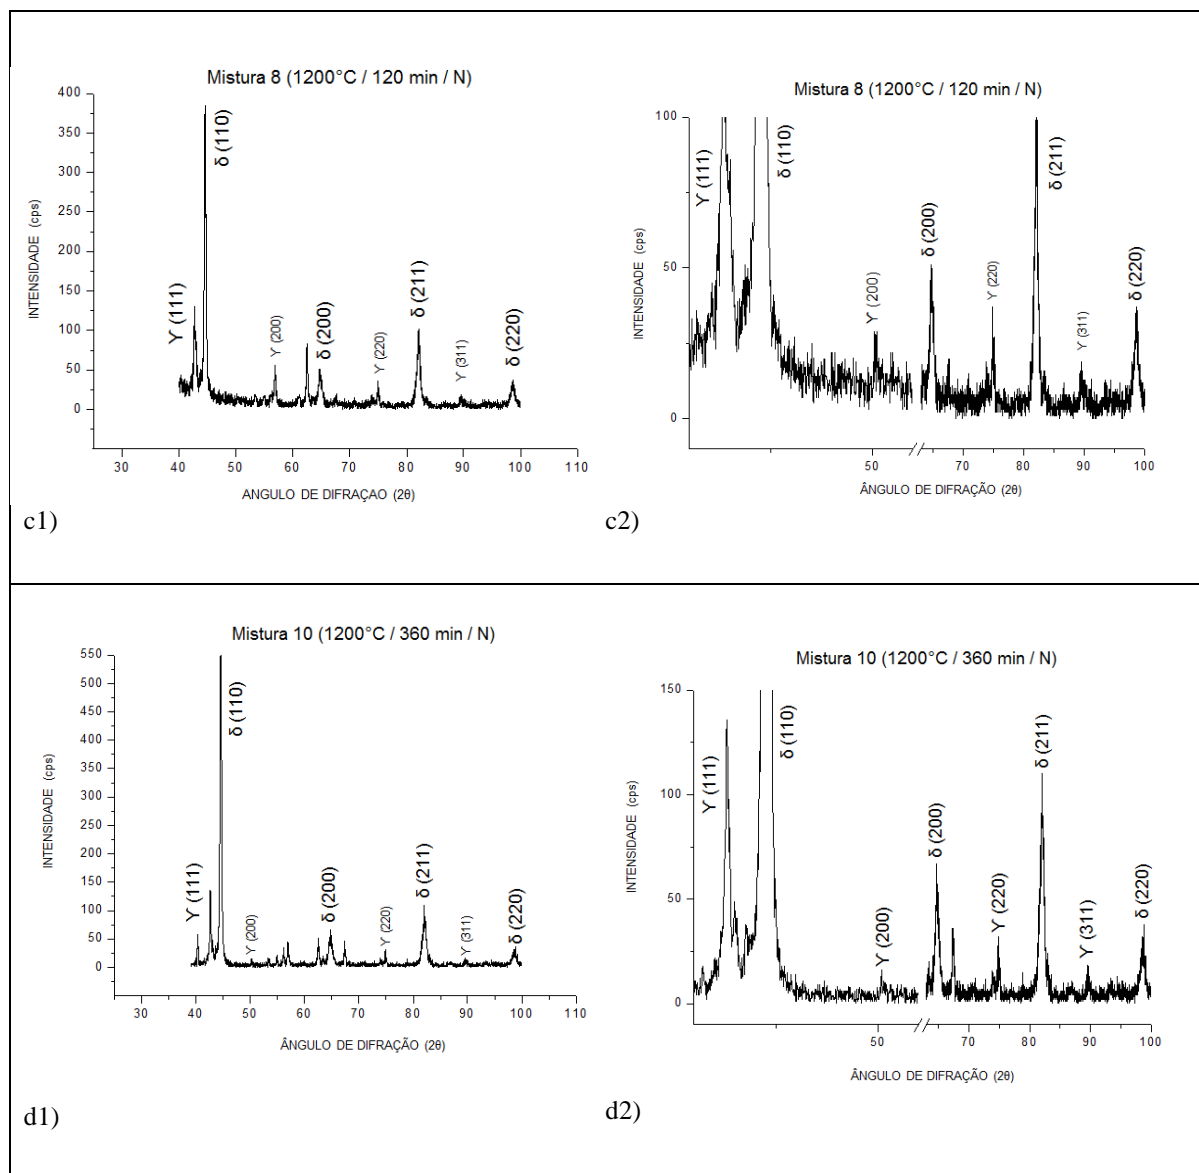 Mistura 8 (1200°C / 120 min / N)
400
350
300
250
200
150
100
50
0
INTENSIDADE (cps)
ϒ (111)
δ (110)
ϒ (200)
δ (200)
ϒ (220)
δ (211)
ϒ (311)
δ (220)
30 40 50 60 70 80 90 100 110
ANGULO DE DIFRAÇAO (2θ)
c1)
Mistura 8 (1200°C / 120 min / N)
100
50
0
INTENSIDADE (cps)
ϒ (111)
δ (110)
ϒ (200)
δ (200)
ϒ (220)
δ (211)
ϒ (311)
δ (220)
50 70 80 90 100
ÂNGULO DE DIFRAÇÃO (2θ)
c2)
Mistura 10 (1200°C / 360 min / N)
550
500
450
400
350
300
250
200
150
100
50
0
INTENSIDADE (cps)
ϒ (111)
δ (110)
ϒ (200)
δ (200)
ϒ (220)
δ (211)
ϒ (311)
δ (220)
30 40 50 60 70 80 90 100 110
ÂNGULO DE DIFRAÇÃO (2θ)
d1)
Mistura 10 (1200°C / 360 min / N)
150
100
50
0
INTENSIDADE (cps)
ϒ (111)
δ (110)
ϒ (200)
δ (200)
ϒ (220)
δ (211)
ϒ (311)
δ (220)
50 70 80 90 100
ÂNGULO DE DIFRAÇÃO (2θ)
d2)